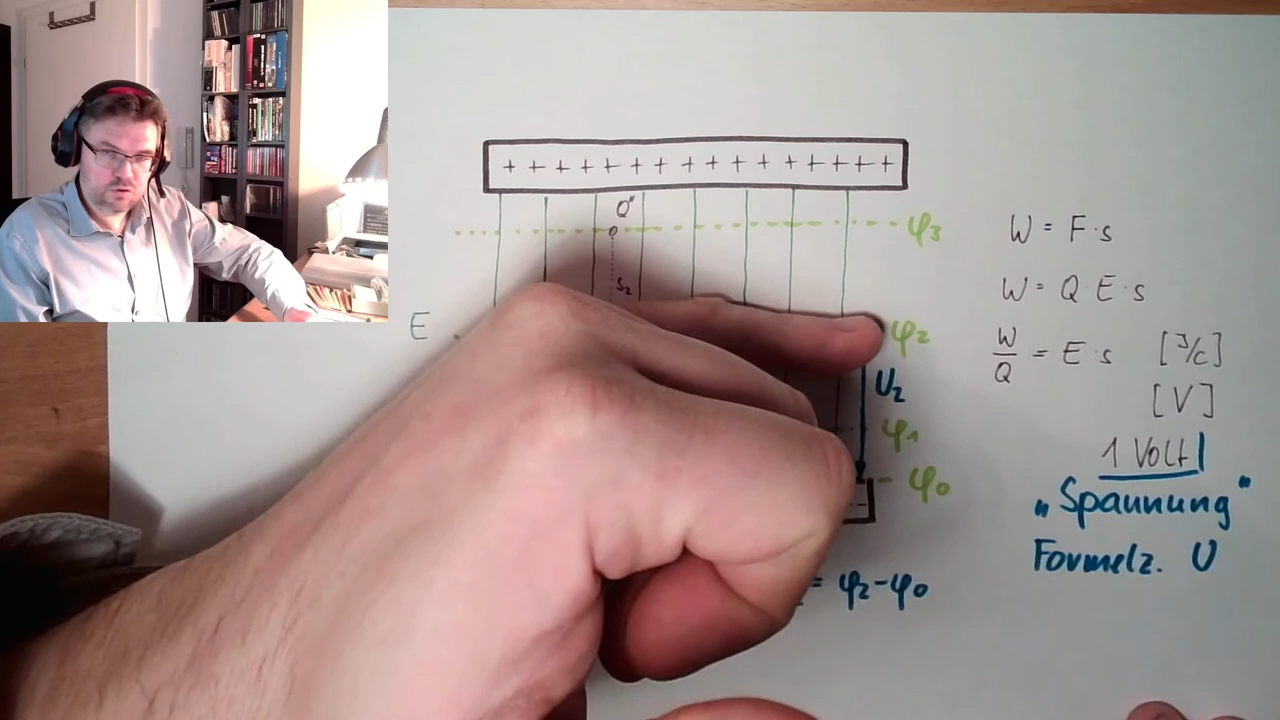 + + + + + + + + + + + + + + + +
Q"
φ3
S2
E
φ2
U2
φ1
- φ0
= φ2-φ0
W = F·s
W = Q·E·s
W/Q = E·s [J/C]
[V]
1 Volt
„Spannung"
Formelz. U